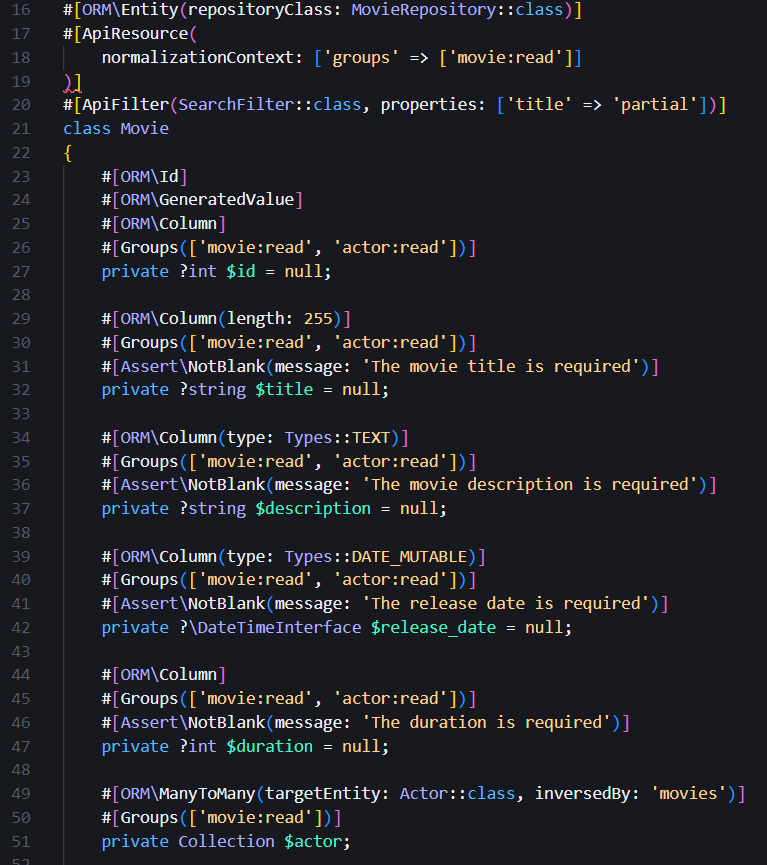 16 #[ORM\Entity(repositoryClass: MovieRepository::class)]
17 #[ApiResource(
18     normalizationContext: ['groups' => ['movie:read']]
19 )]
20 #[ApiFilter(SearchFilter::class, properties: ['title' => 'partial'])]
21 class Movie
22 {
23     #[ORM\Id]
24     #[ORM\GeneratedValue]
25     #[ORM\Column]
26     #[Groups(['movie:read', 'actor:read'])]
27     private ?int $id = null;
28
29     #[ORM\Column(length: 255)]
30     #[Groups(['movie:read', 'actor:read'])]
31     #[Assert\NotBlank(message: 'The movie title is required')]
32     private ?string $title = null;
33
34     #[ORM\Column(type: Types::TEXT)]
35     #[Groups(['movie:read', 'actor:read'])]
36     #[Assert\NotBlank(message: 'The movie description is required')]
37     private ?string $description = null;
38
39     #[ORM\Column(type: Types::DATE_MUTABLE)]
40     #[Groups(['movie:read', 'actor:read'])]
41     #[Assert\NotBlank(message: 'The release date is required')]
42     private ?\DateTimeInterface $release_date = null;
43
44     #[ORM\Column]
45     #[Groups(['movie:read', 'actor:read'])]
46     #[Assert\NotBlank(message: 'The duration is required')]
47     private ?int $duration = null;
48
49     #[ORM\ManyToMany(targetEntity: Actor::class, inversedBy: 'movies')]
50     #[Groups(['movie:read'])]
51     private Collection $actor;
52